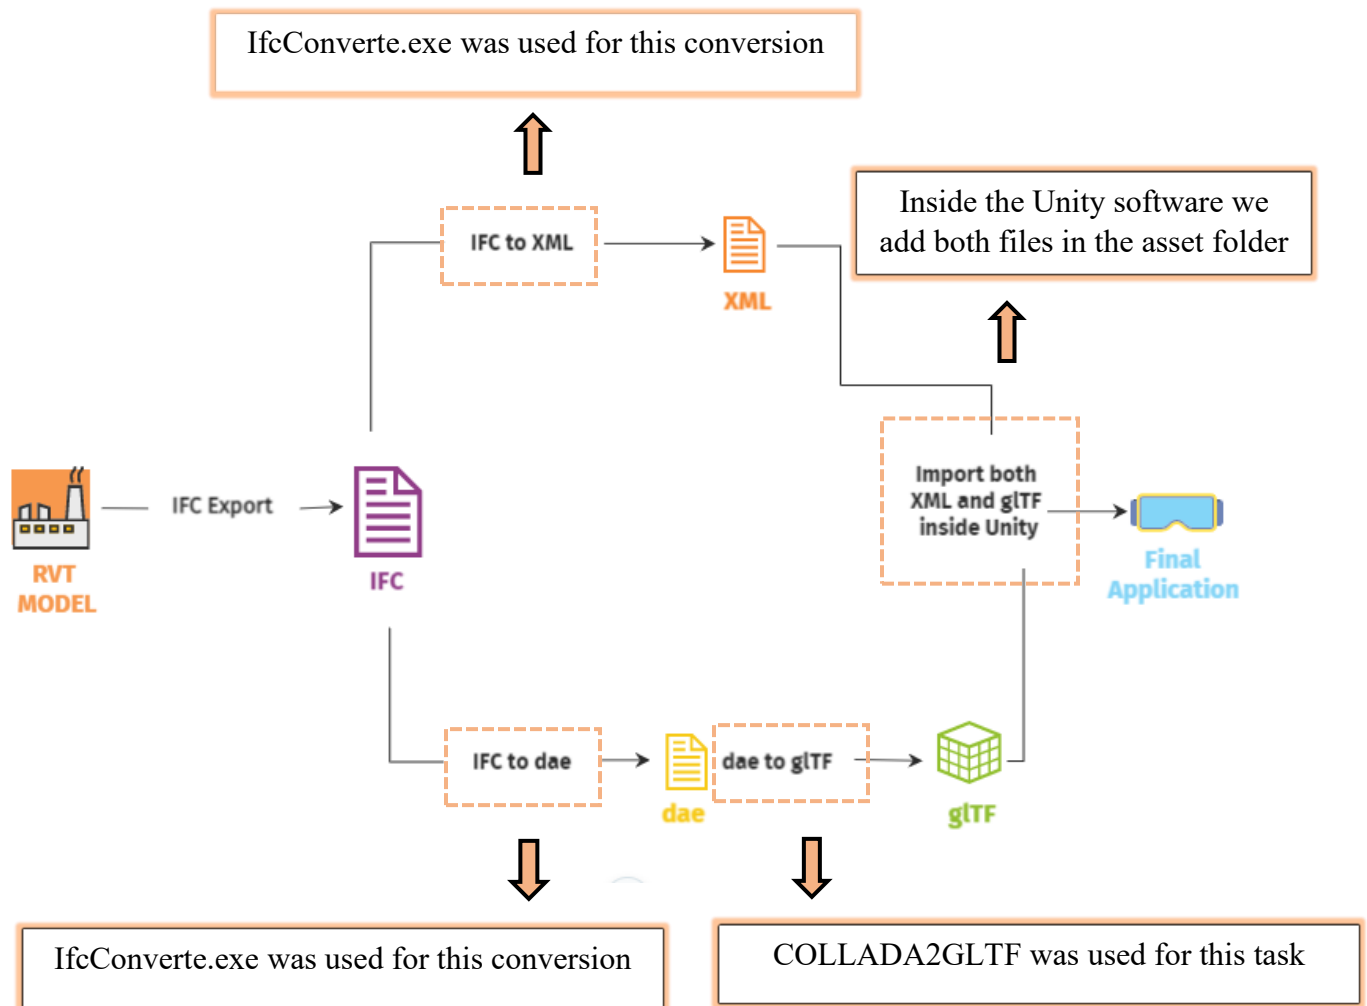 IfcConverte.exe was used for this conversion
Inside the Unity software we
add both files in the asset folder
IFC to XML
XML
IFC Export
RVT
MODEL
IFC
Import both
XML and glTF
inside Unity
Final
Application
IFC to dae
dae
dae to glTF
glTF
IfcConverte.exe was used for this conversion
COLLADA2GLTF was used for this task